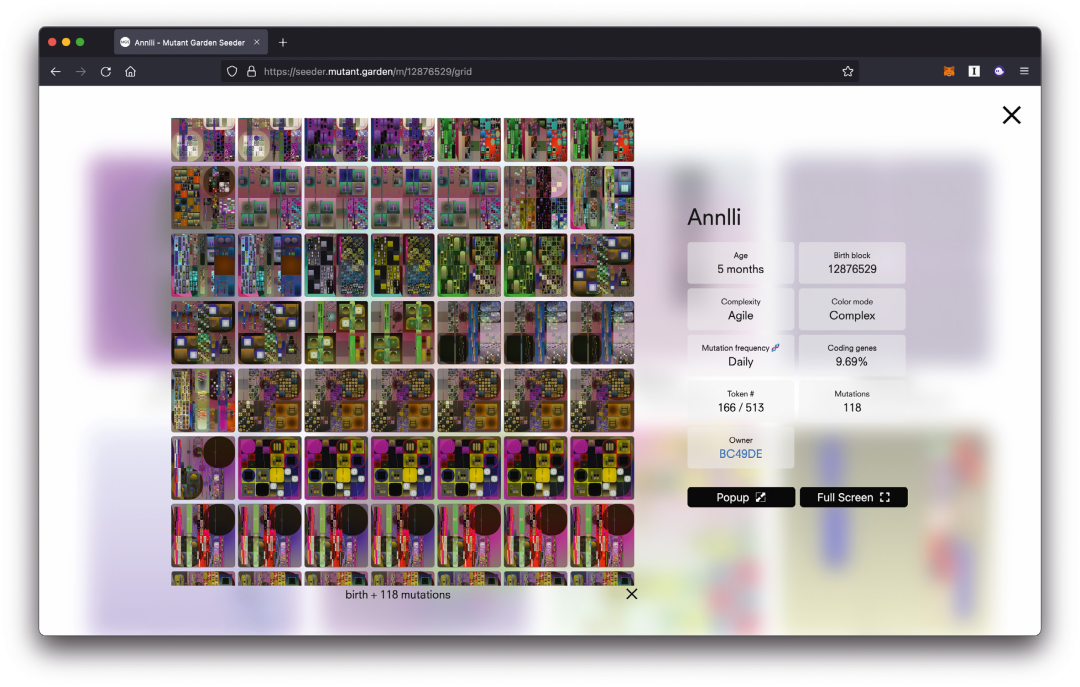 Annlli - Mutant Garden Seeder
https://seeder.mutant.garden/m/12876529/grid
Annlli
Age
5 months
Birth block
12876529
Complexity
Agile
Color mode
Complex
Mutation frequency
Daily
Coding genes
9.69%
Token #
166 / 513
Mutations
118
Owner
BC49DE
Popup
Full Screen
birth + 118 mutations